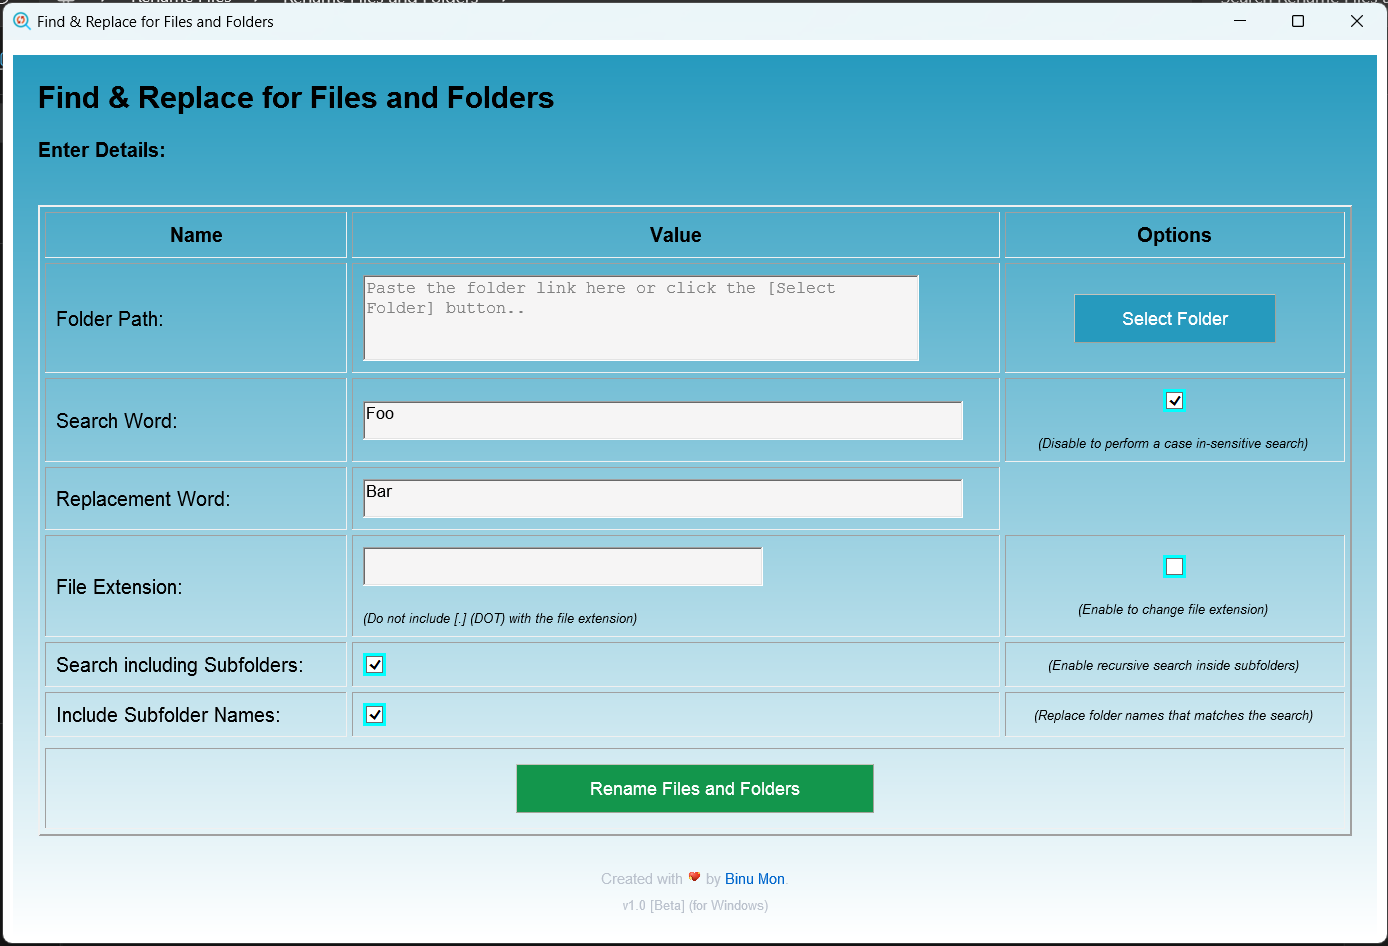 Find & Replace for Files and Folders
Find & Replace for Files and Folders
Enter Details:
Name Value Options
Folder Path:
Paste the folder link here or click the [Select
Folder] button..
Select Folder
Search Word:
Foo
(Disable to perform a case in-sensitive search)
Replacement Word:
Bar
File Extension:
(Do not include [.] (DOT) with the file extension)
(Enable to change file extension)
Search including Subfolders:
(Enable recursive search inside subfolders)
Include Subfolder Names:
(Replace folder names that matches the search)
Rename Files and Folders
Created with ❤ by Binu Mon.
v1.0 [Beta] (for Windows)